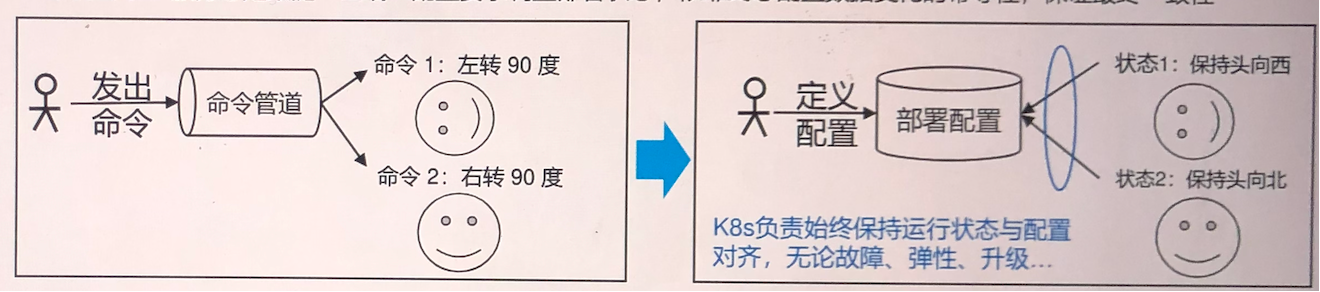 发出
命令
命令管道
命令 1：左转 90 度
命令 2：右转 90 度
定义
配置
部署配置
状态1：保持头向西
状态2：保持头向北
K8s负责始终保持运行状态与配置
对齐，无论故障、弹性、升级...